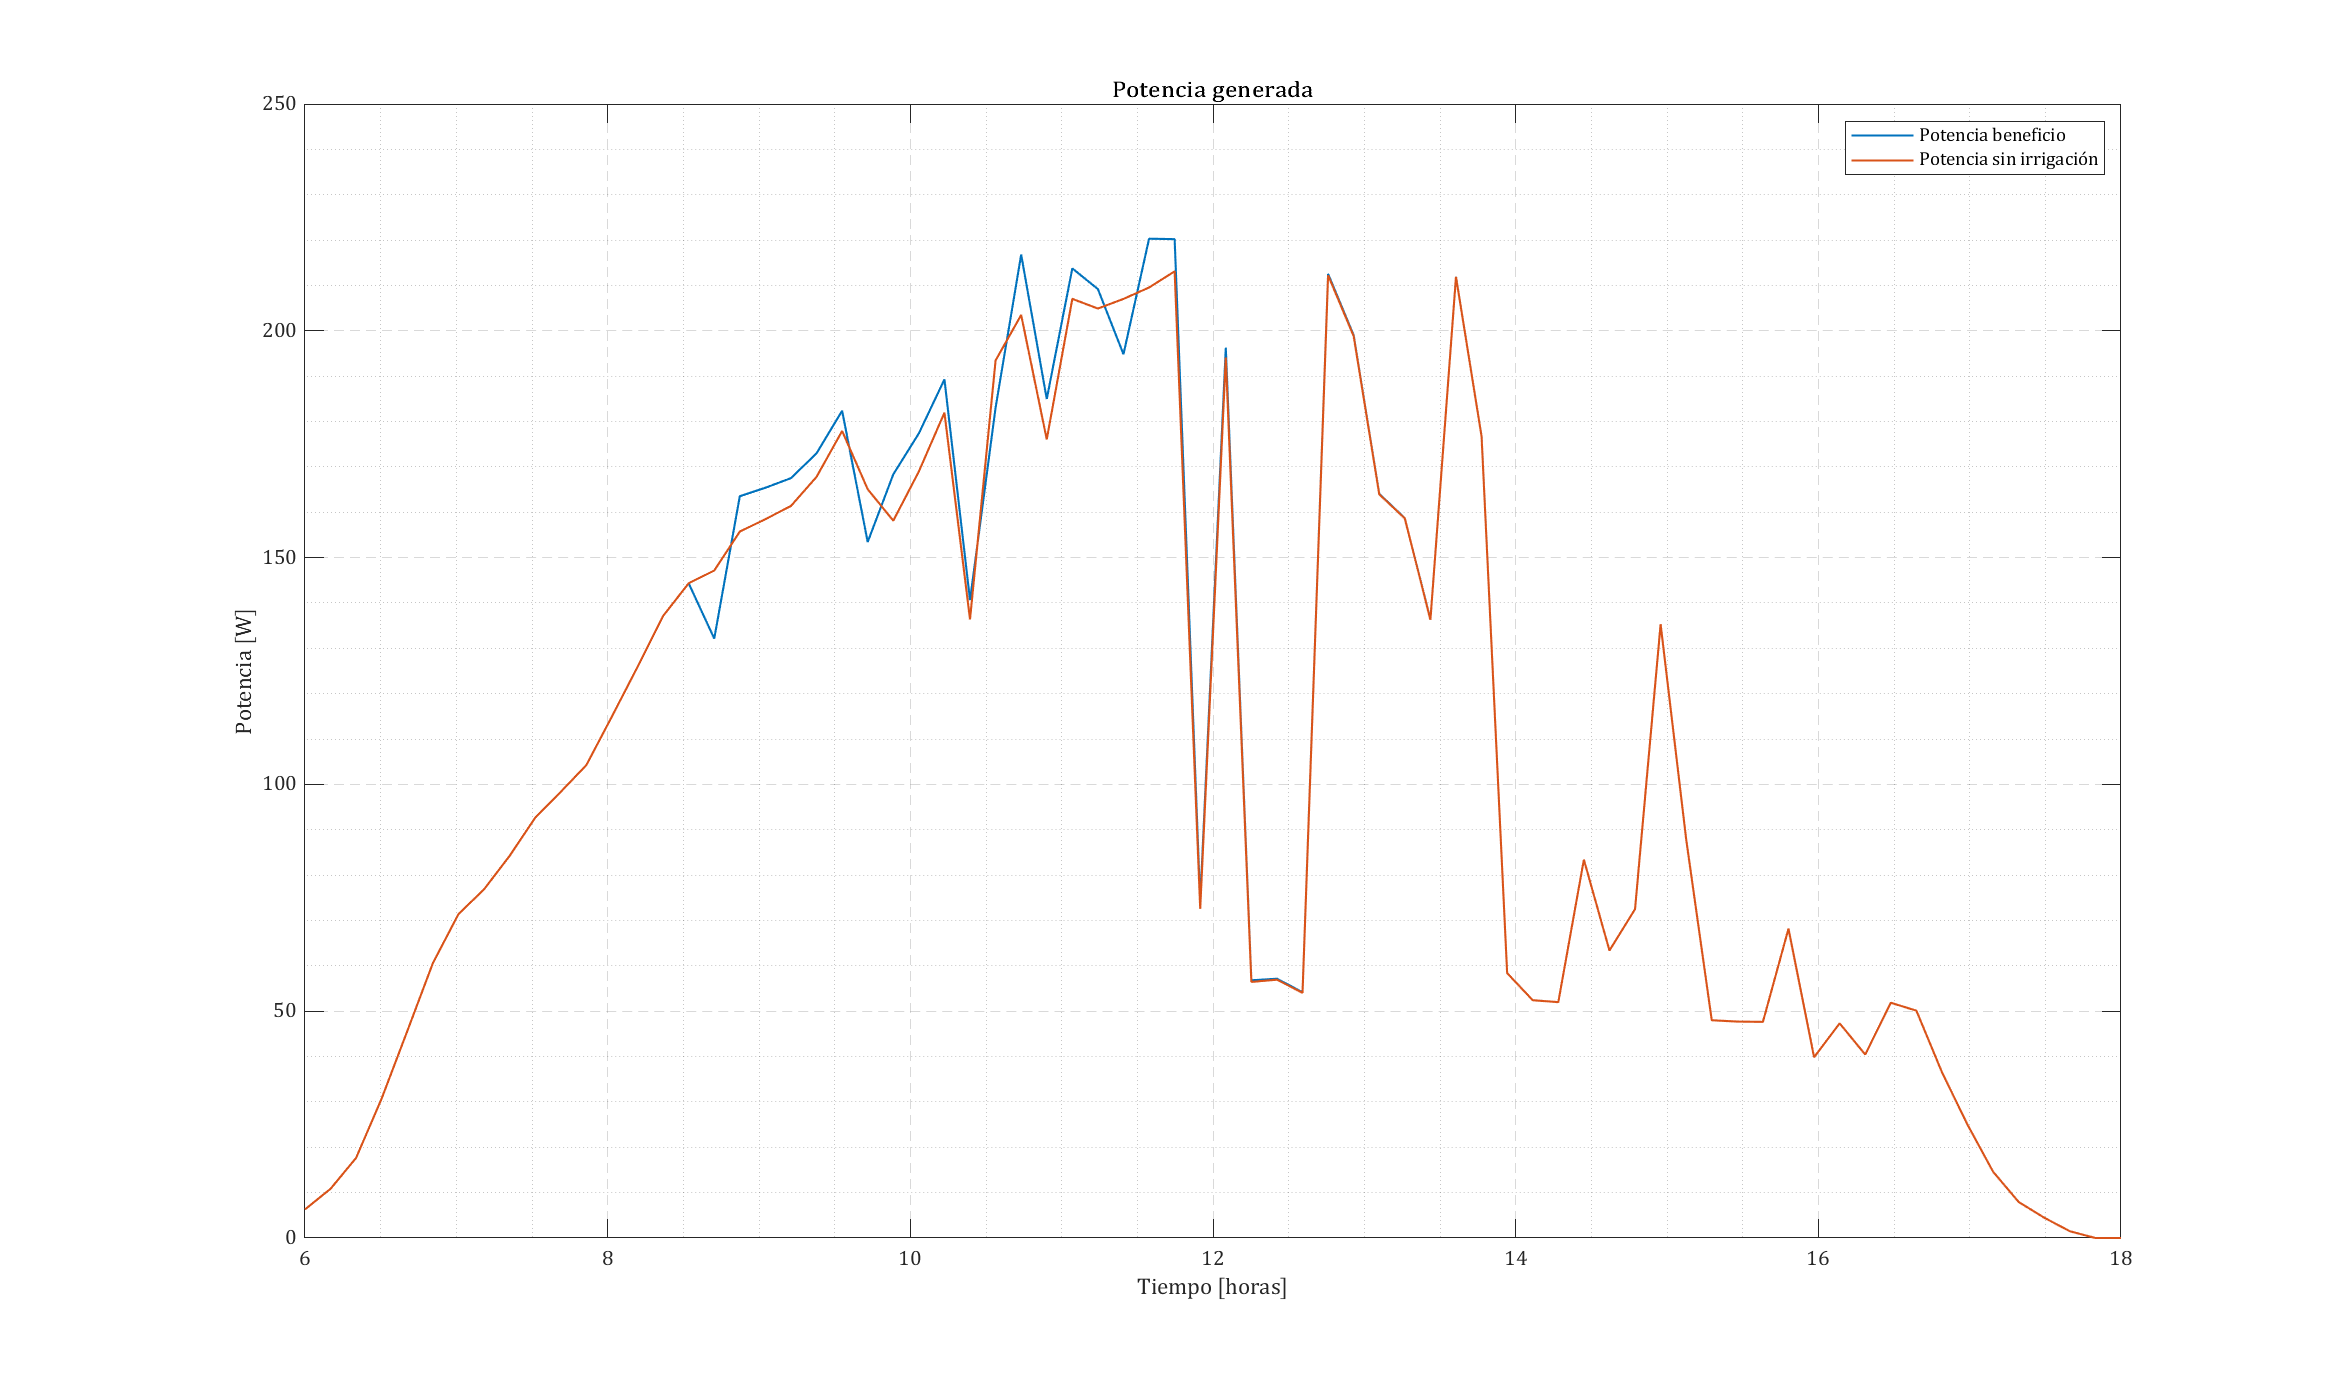 Potencia generada
250
200
150
100
50
0
Potencia [W]
Potencia beneficio
Potencia sin irrigación
6 8 10 12 14 16 18
Tiempo [horas]